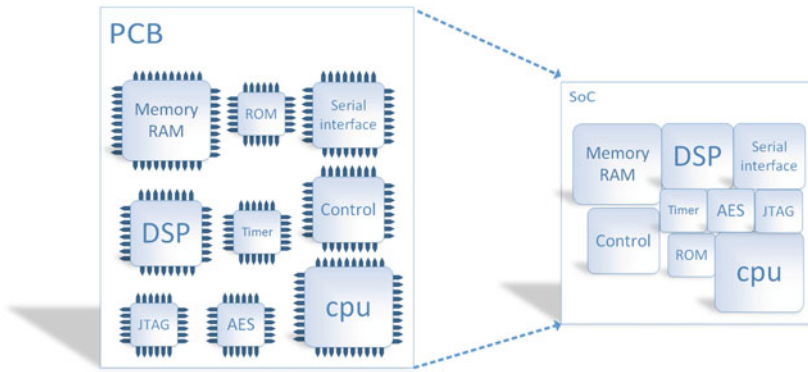 PCB
Memory
RAM
ROM
Serial
interface
DSP
Timer
Control
JTAG
AES
cpu
SoC
Memory
RAM
DSP
Serial
interface
Timer
AES
JTAG
Control
ROM
cpu